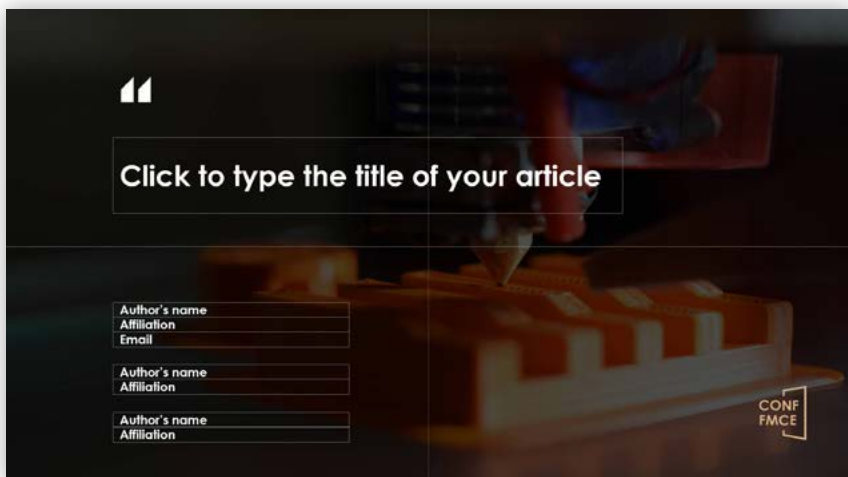 “
Click to type the title of your article
Author's name
Affiliation
Email
Author's name
Affiliation
Author's name
Affiliation
CONF
FMCE